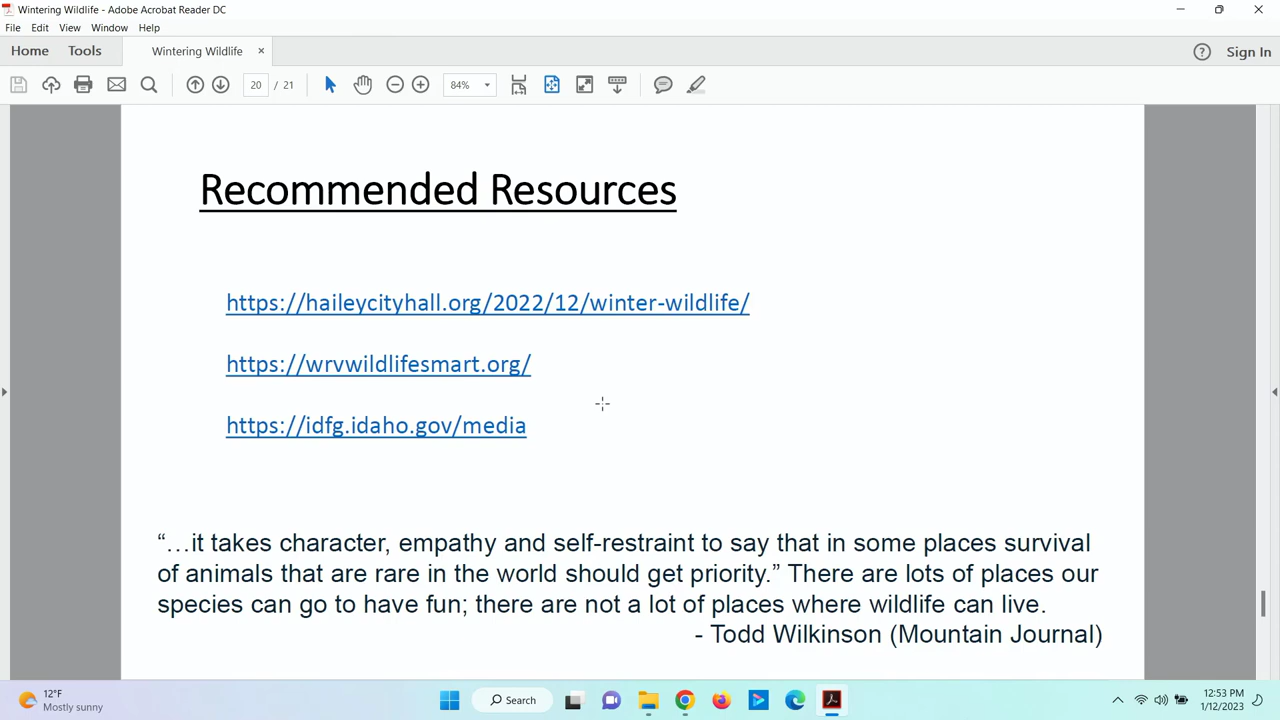 Wintering Wildlife - Adobe Acrobat Reader DC
File Edit View Window Help
Home Tools Wintering Wildlife × Sign In
20 / 21 84%
Recommended Resources
https://haileycityhall.org/2022/12/winter-wildlife/
https://wrvwildlifesmart.org/
https://idfg.idaho.gov/media
“…it takes character, empathy and self-restraint to say that in some places survival
of animals that are rare in the world should get priority.” There are lots of places our
species can go to have fun; there are not a lot of places where wildlife can live.
- Todd Wilkinson (Mountain Journal)
12°F
Mostly sunny
Search
12:53 PM
1/12/2023